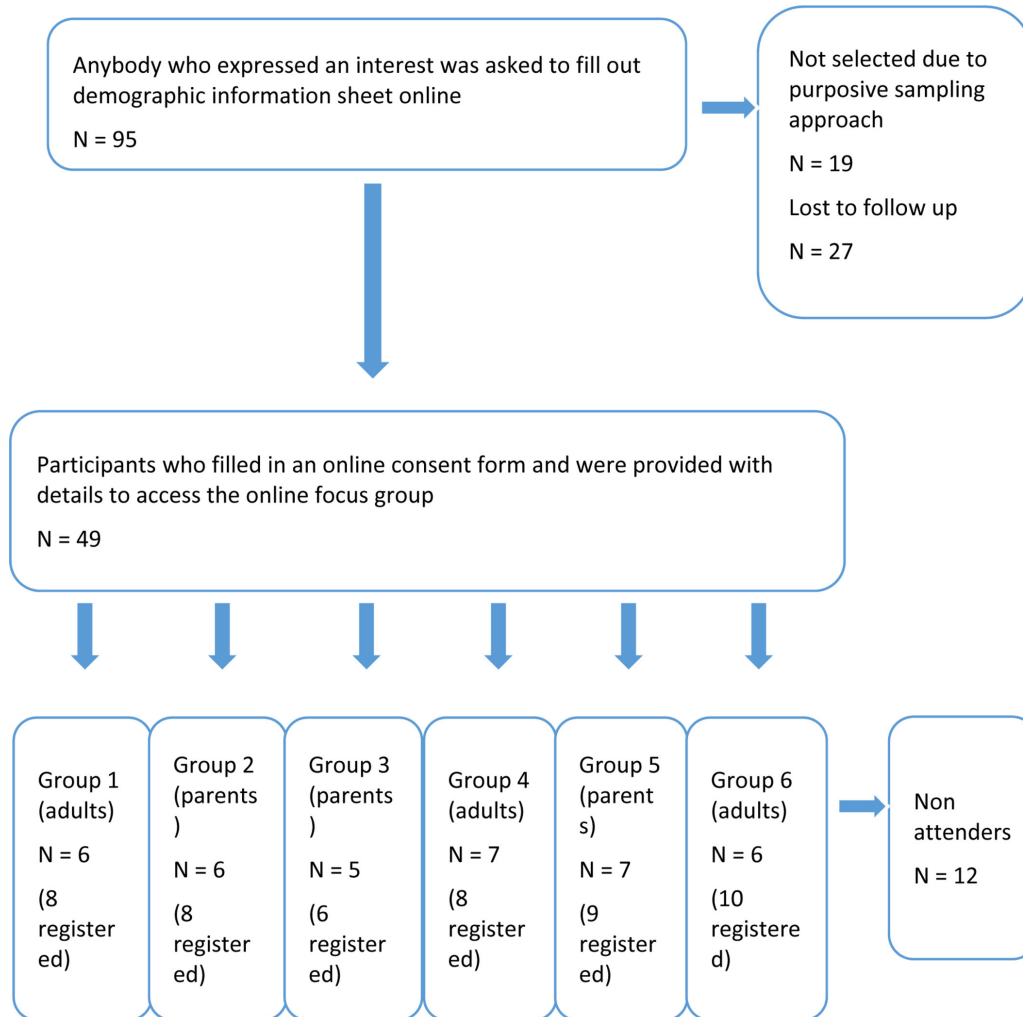 Anybody who expressed an interest was asked to fill out
demographic information sheet online
N = 95
Not selected due to
purposive sampling
approach
N = 19
Lost to follow up
N = 27
Participants who filled in an online consent form and were provided with
details to access the online focus group
N = 49
Group 1
(adults)
N = 6
(8
register
ed)
Group 2
(parents
)
N = 6
(8
register
ed)
Group 3
(parents
)
N = 5
(6
register
ed)
Group 4
(adults)
N = 7
(8
register
ed)
Group 5
(parent
s)
N = 7
(9
register
ed)
Group 6
(adults)
N = 6
(10
registere
d)
Non
attenders
N = 12